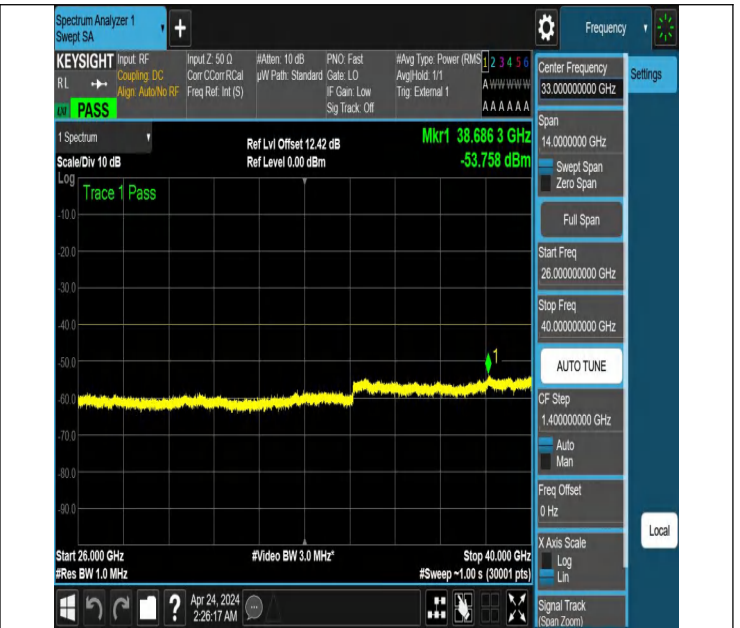 Spectrum Analyzer 1
Swept SA
+
Frequency
KEYSIGHT
RL
PASS
Input: RF
Coupling: DC
Align: Auto/No RF
Input Z: 50 Ω
Corr CCorr RCal
Freq Ref: Int (S)
#Atten: 10 dB
µW Path: Standard
PNO: Fast
Gate: LO
IF Gain: Low
Sig Track: Off
#Avg Type: Power (RMS
Avg|Hold: 1/1
Trig: External 1
1 2 3 4 5 6
A W W W W W
A A A A A A
1 Spectrum
Scale/Div 10 dB
Ref Lvl Offset 12.42 dB
Ref Level 0.00 dBm
Mkr1 38.686 3 GHz
-53.758 dBm
Log
Trace 1 Pass
-10.0
-20.0
-30.0
-40.0
-50.0
-60.0
-70.0
-80.0
-90.0
1
Start 26.000 GHz
#Res BW 1.0 MHz
#Video BW 3.0 MHz*
Stop 40.000 GHz
#Sweep ~1.00 s (30001 pts)
?
Apr 24, 2024
2:26:17 AM
Center Frequency
33.000000000 GHz
Settings
Span
14.0000000 GHz
Swept Span
Zero Span
Full Span
Start Freq
26.000000000 GHz
Stop Freq
40.000000000 GHz
AUTO TUNE
CF Step
1.400000000 GHz
Auto
Man
Freq Offset
0 Hz
X Axis Scale
Log
Lin
Local
Signal Track
(Span Zoom)